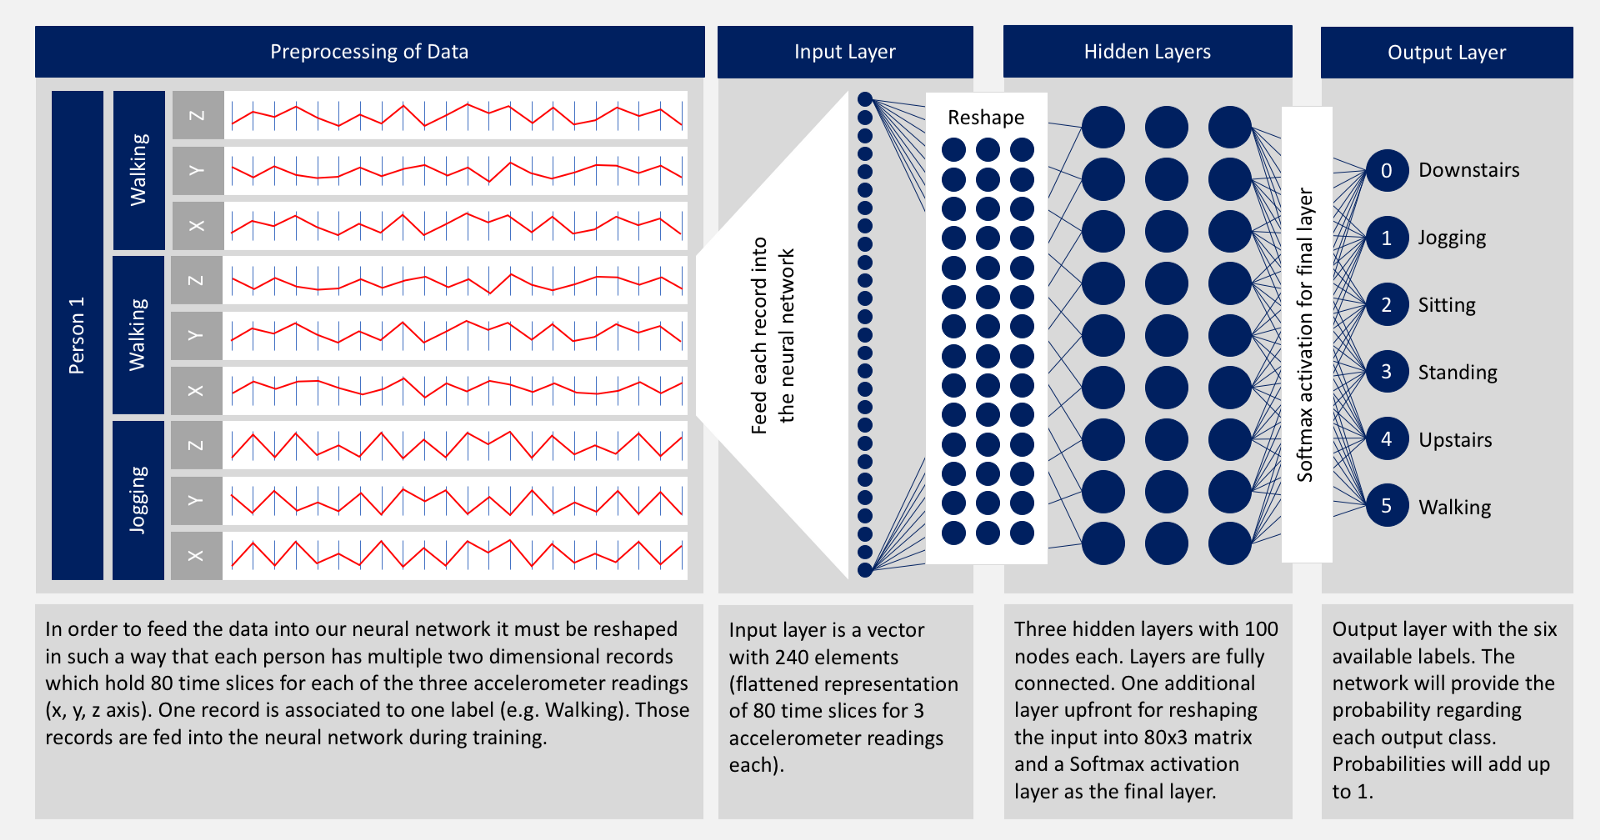 Preprocessing of Data
Input Layer
Hidden Layers
Output Layer
Person 1
Walking
Z
Y
X
Walking
Z
Y
X
Jogging
Z
Y
X
Feed each record into
the neural network
Reshape
Softmax activation for final layer
0 Downstairs
1 Jogging
2 Sitting
3 Standing
4 Upstairs
5 Walking
In order to feed the data into our neural network it must be reshaped
in such a way that each person has multiple two dimensional records
which hold 80 time slices for each of the three accelerometer readings
(x, y, z axis). One record is associated to one label (e.g. Walking). Those
records are fed into the neural network during training.
Input layer is a vector
with 240 elements
(flattened representation
of 80 time slices for 3
accelerometer readings
each).
Three hidden layers with 100
nodes each. Layers are fully
connected. One additional
layer upfront for reshaping
the input into 80x3 matrix
and a Softmax activation
layer as the final layer.
Output layer with the six
available labels. The
network will provide the
probability regarding
each output class.
Probabilities will add up
to 1.